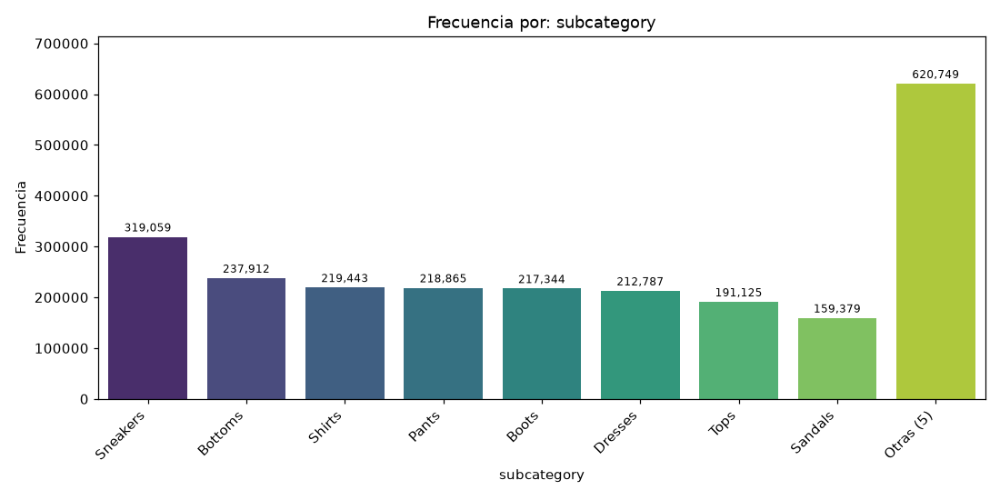 Frecuencia por: subcategory
Frecuencia
700000
600000
500000
400000
300000
200000
100000
0
319,059
237,912
219,443
218,865
217,344
212,787
191,125
159,379
620,749
Sneakers
Bottoms
Shirts
Pants
Boots
Dresses
Tops
Sandals
Otras (5)
subcategory